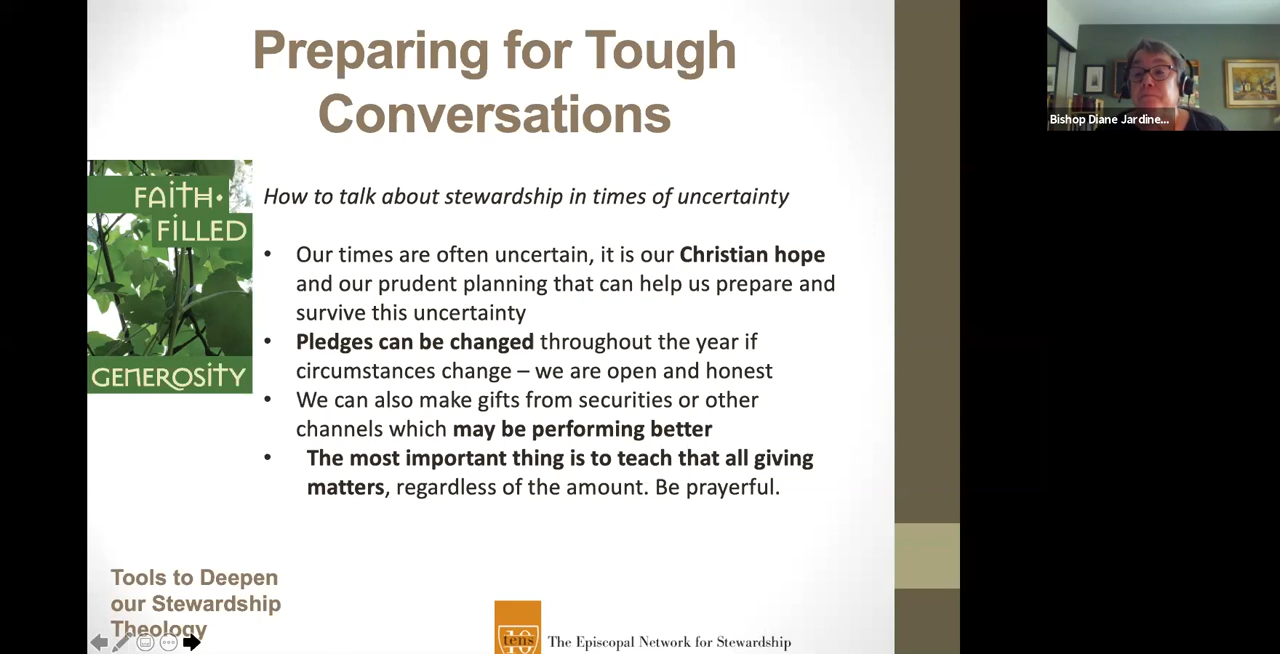 Preparing for Tough
Conversations
FAITH·
FILLED
GENEROSITY
How to talk about stewardship in times of uncertainty
• Our times are often uncertain, it is our Christian hope
and our prudent planning that can help us prepare and
survive this uncertainty
• Pledges can be changed throughout the year if
circumstances change – we are open and honest
• We can also make gifts from securities or other
channels which may be performing better
• The most important thing is to teach that all giving
matters, regardless of the amount. Be prayerful.
Tools to Deepen
our Stewardship
Theology
tens
10
The Episcopal Network for Stewardship
Bishop Diane Jardine...